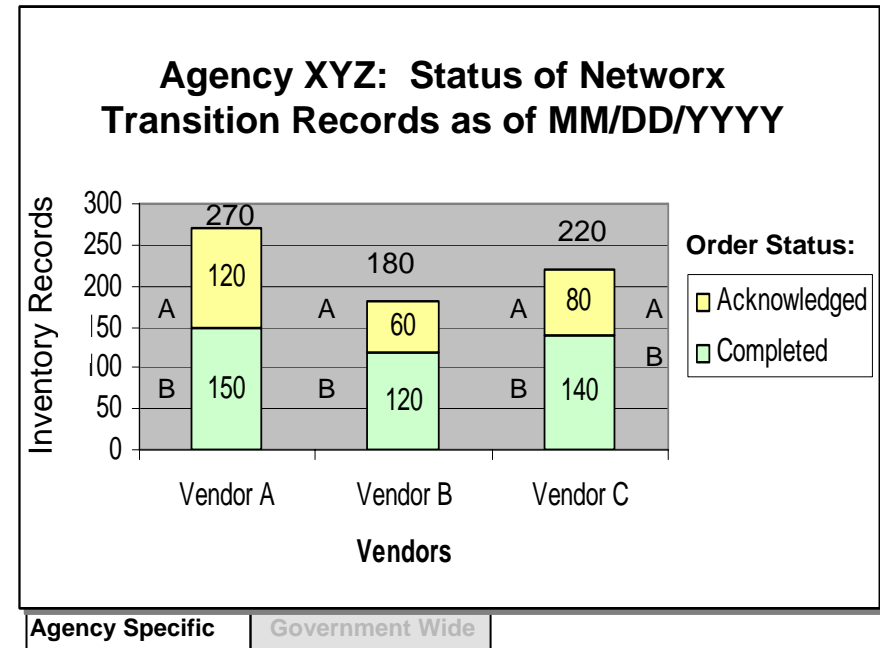 Agency XYZ: Status of Networx
Transition Records as of MM/DD/YYYY
Inventory Records
300
250
200
150
100
50
0
270
180
220
120
60
80
A
A
A
A
B
150
B
120
B
140
B
Vendor A
Vendor B
Vendor C
Vendors
Order Status:
Acknowledged
Completed
Agency Specific
Government Wide